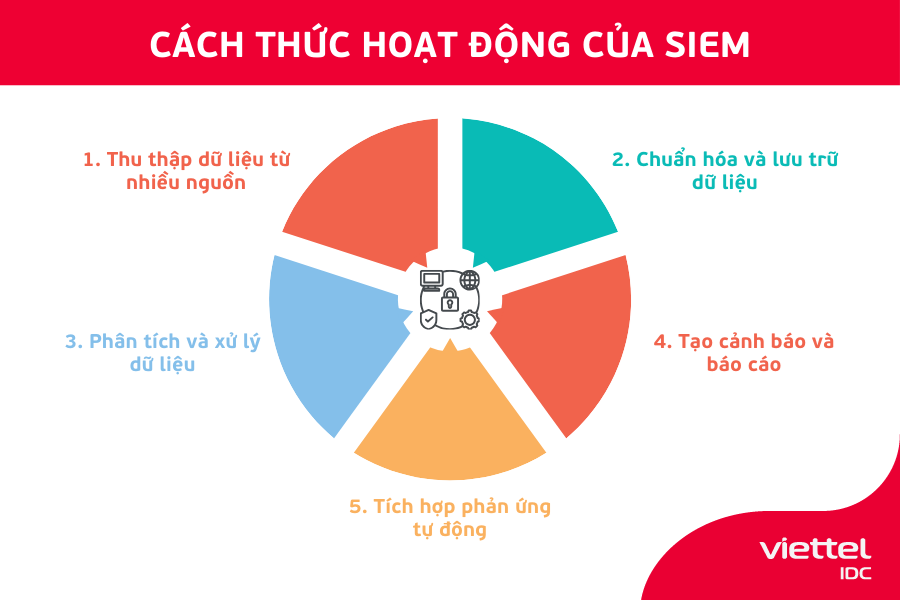 CÁCH THỨC HOẠT ĐỘNG CỦA SIEM
1. Thu thập dữ liệu từ
nhiều nguồn
2. Chuẩn hóa và lưu trữ
dữ liệu
3. Phân tích và xử lý
dữ liệu
4. Tạo cảnh báo và
báo cáo
5. Tích hợp phản ứng
tự động
viettel
IDC